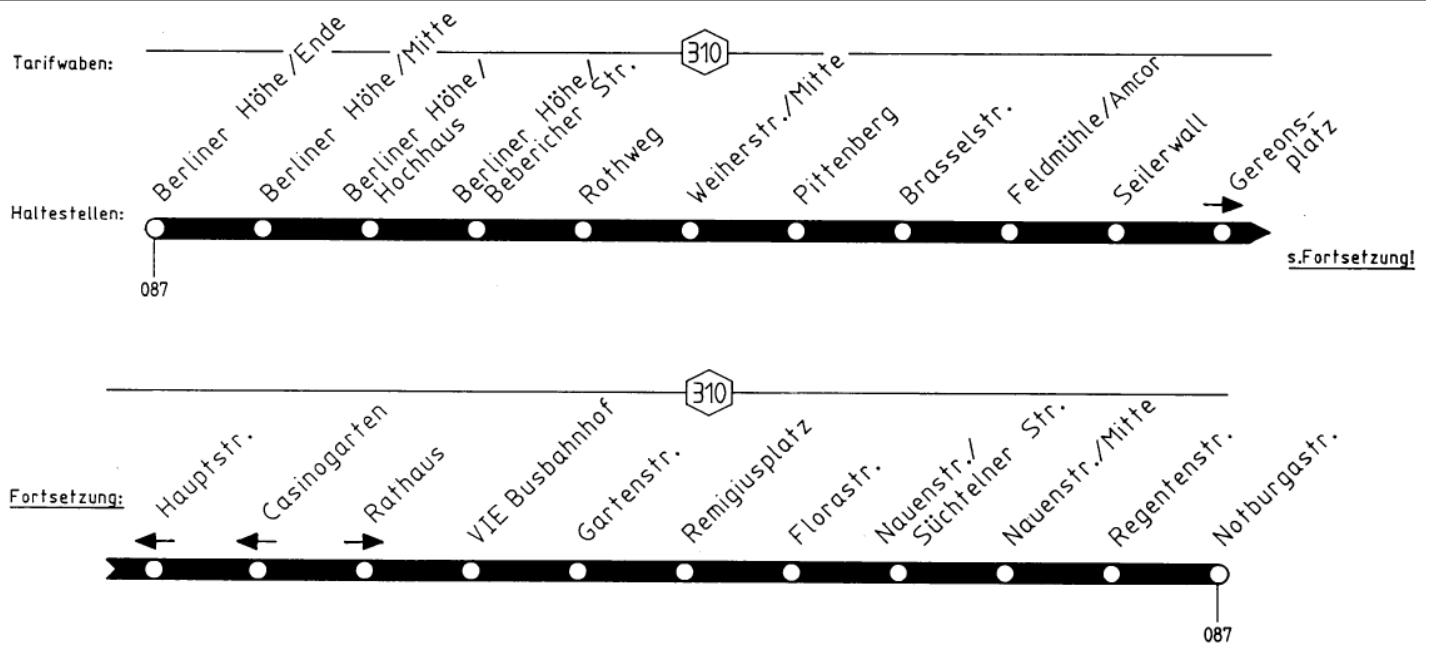 Tarifwaben:
310
Berliner Höhe/Ende
Berliner Höhe/Mitte
Berliner Höhe/
Hochhaus
Berliner Höhe/
Bebericher Str.
Rothweg
Weiherstr./Mitte
Pittenberg
Brasselstr.
Feldmühle/Amcor
Seilerwall
Gereons-
platz
Haltestellen:
s.Fortsetzung!
087
310
Fortsetzung:
Hauptstr.
Casinogarten
Rathaus
VIE Busbahnhof
Gartenstr.
Remigiusplatz
Florastr.
Nauenstr./
Süchtelner Str.
Nauenstr./Mitte
Regentenstr.
Notburgastr.
087